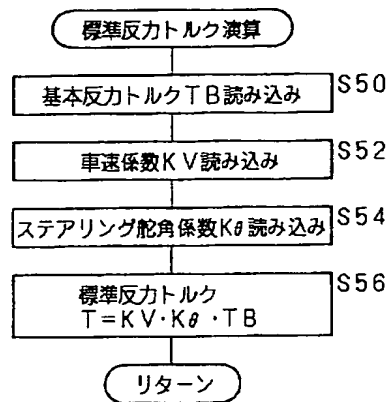 標準反力トルク演算
基本反力トルクTB読み込み
S50
車速係数KV読み込み
S52
ステアリング舵角係数Kθ読み込み
S54
標準反力トルク
T=KV・Kθ・TB
S56
リターン